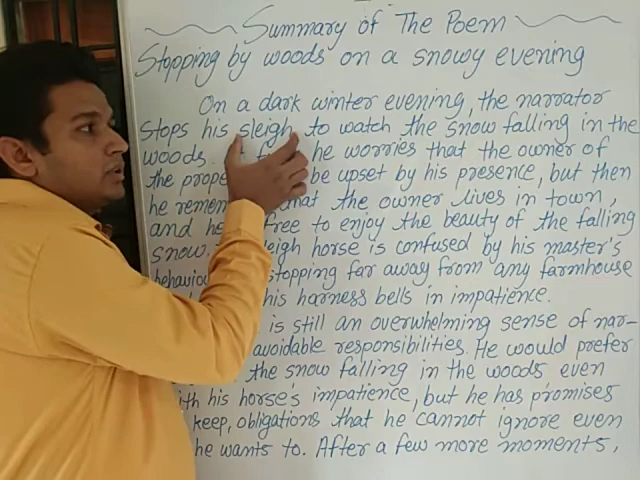 Summary of The Poem
Stopping by woods on a snowy evening
On a dark winter evening, the narrator
stops his sleigh to watch the snow falling in the
woods. he worries that the owner of
the prope be upset by his presence, but then
he remem that the owner lives in town,
and he free to enjoy the beauty of the falling
snow. leigh horse is confused by his master's
behaviou stopping far away from any farmhouse
his harness bells in impatience.
is still an overwhelming sense of nar-
avoidable responsibilities. He would prefer
the snow falling in the woods even
ith his horse's impatience, but he has promises
keep, obligations that he cannot ignore even
he wants to. After a few more moments,